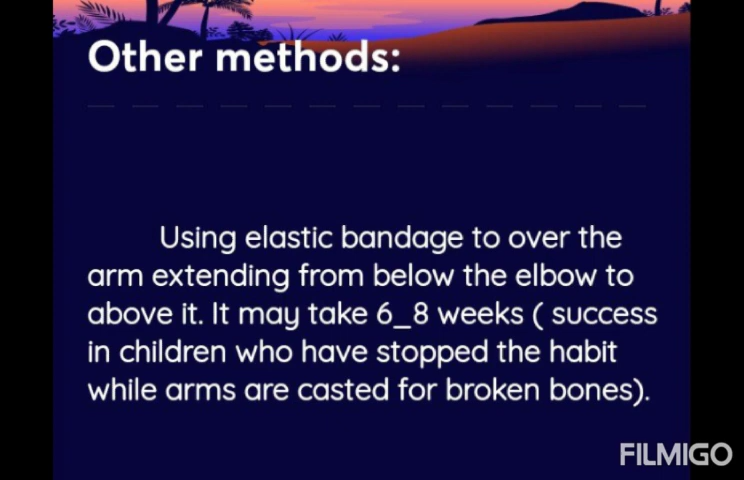 Other methods:
Using elastic bandage to over the
arm extending from below the elbow to
above it. It may take 6_8 weeks ( success
in children who have stopped the habit
while arms are casted for broken bones).
FILMIGO